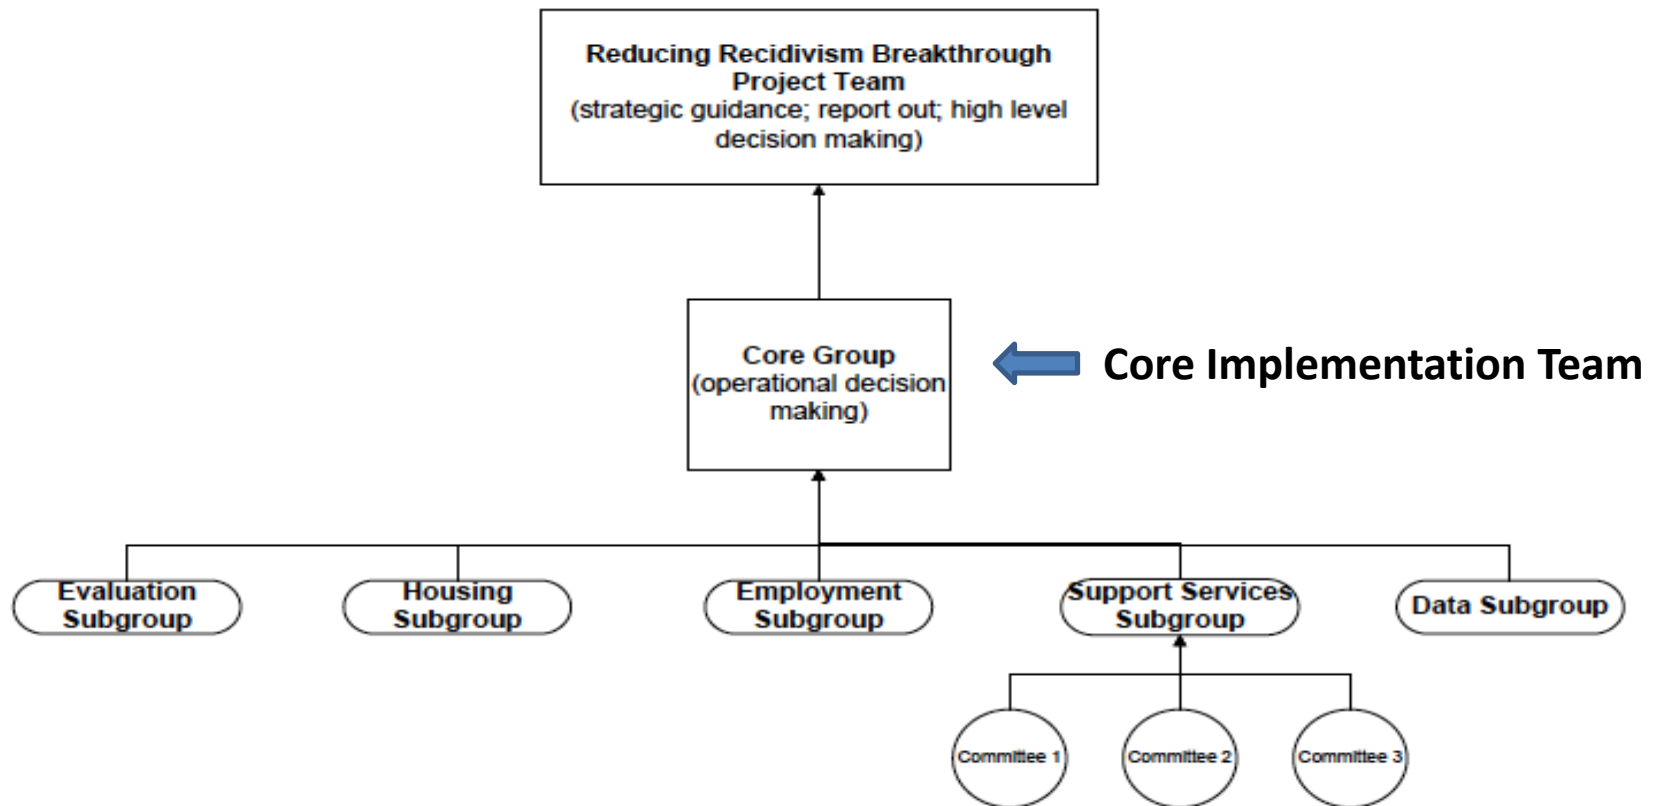 Reducing Recidivism Breakthrough
Project Team
(strategic guidance; report out; high level
decision making)
Core Group
(operational decision
making)
Core Implementation Team
Evaluation
Subgroup
Housing
Subgroup
Employment
Subgroup
Support Services
Subgroup
Data Subgroup
Committee 1
Committee 2
Committee 3